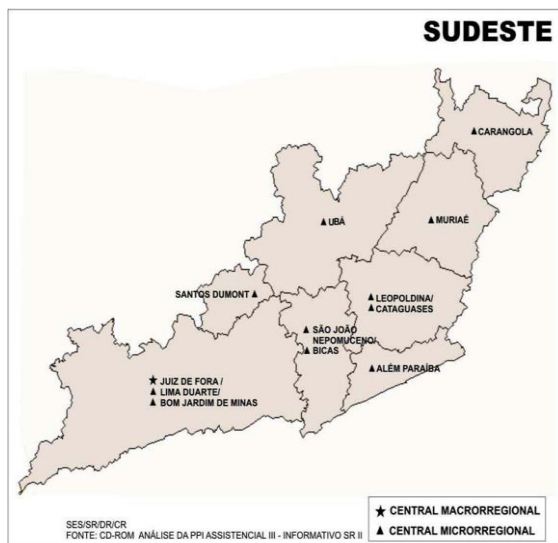 SUDESTE
CARANGOLA
UBÁ
MURIAÉ
SANTOS DUMONT
LEOPOLDINA/
CATAGUASES
SÃO JOÃO
NEPOMUCENO/
BICAS
ALÉM PARAÍBA
JUIZ DE FORA /
LIMA DUARTE/
BOM JARDIM DE MINAS
CENTRAL MACRORREGIONAL
CENTRAL MICRORREGIONAL
SES/SR/DR/CR
FONTE: CD-ROM ANÁLISE DA PPI ASSISTENCIAL III - INFORMATIVO SR II